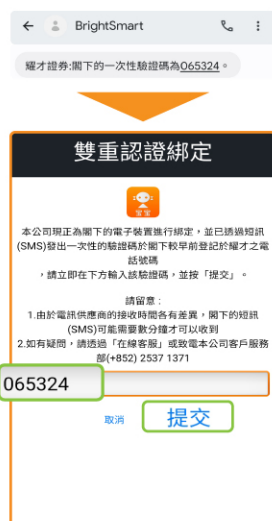 BrightSmart
耀才證券:閣下的一次性驗證碼為065324。
雙重認證綁定
本公司現正為閣下的電子裝置進行綁定，並已透過短訊
(SMS)發出一次性的驗證碼於閣下較早前登記於耀才之電
話號碼
，請立即在下方輸入該驗證碼，並按「提交」。
請留意：
1.由於電訊供應商的接收時間各有差異，閣下的短訊
(SMS)可能需要數分鐘才可以收到
2.如有疑問，請透過「在線客服」或致電本公司客戶服務
部(+852) 2537 1371
065324
取消 提交